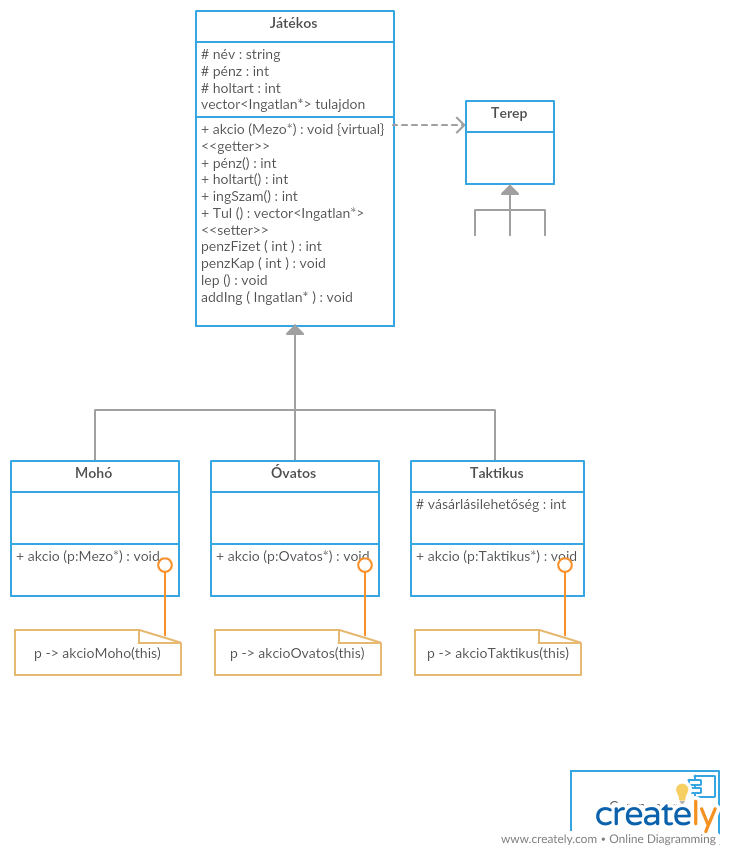 Játékos
# név : string
# pénz : int
# holtart : int
vector<Ingatlan*> tulajdon
+ akcio (Mezo*) : void {virtual}
<<getter>>
+ pénz() : int
+ holtart() : int
+ ingSzam() : int
+ Tul () : vector<Ingatlan*>
<<setter>>
penzFizet ( int ) : int
penzKap ( int ) : void
lep () : void
addIng ( Ingatlan* ) : void
Terep
Mohó
+ akcio (p:Mezo*) : void
p -> akcioMoho(this)
Óvatos
+ akcio (p:Ovatos*) : void
p -> akcioOvatos(this)
Taktikus
# vásárlásilehetőség : int
+ akcio (p:Taktikus*) : void
p -> akcioTaktikus(this)
creately
www.creately.com • Online Diagramming